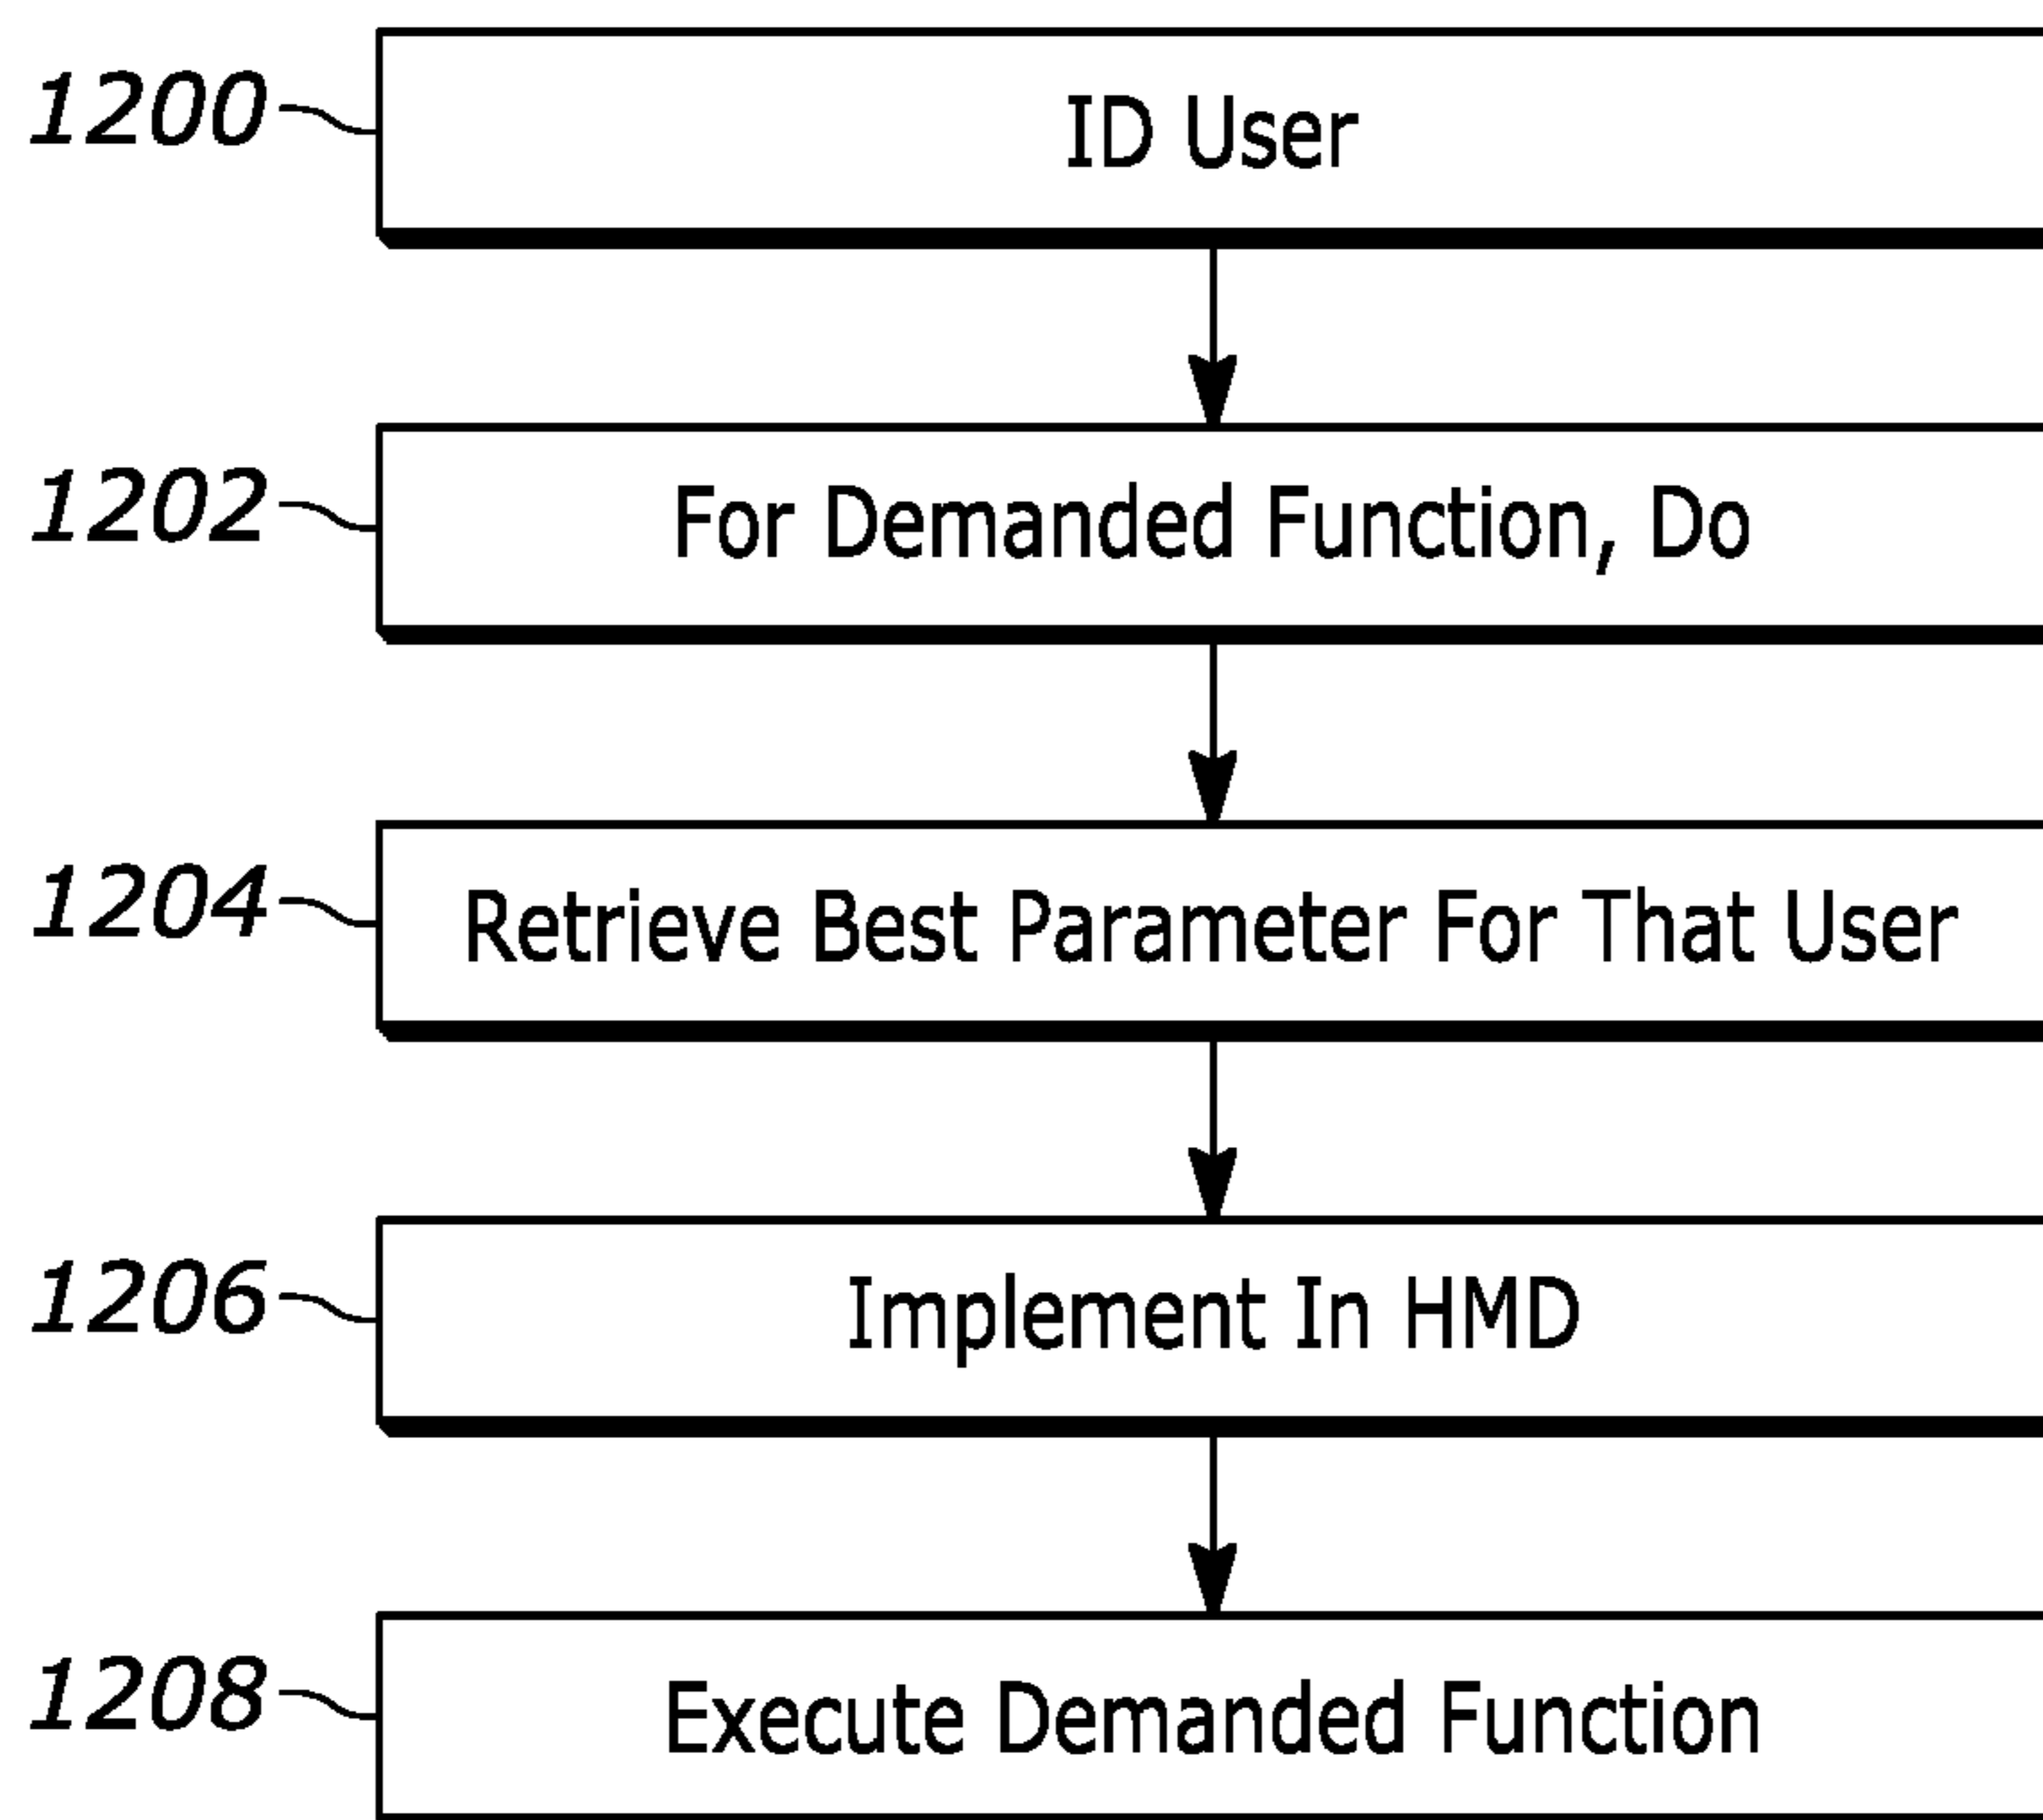 1200 ID User
1202 For Demanded Function, Do
1204 Retrieve Best Parameter For That User
1206 Implement In HMD
1208 Execute Demanded Function